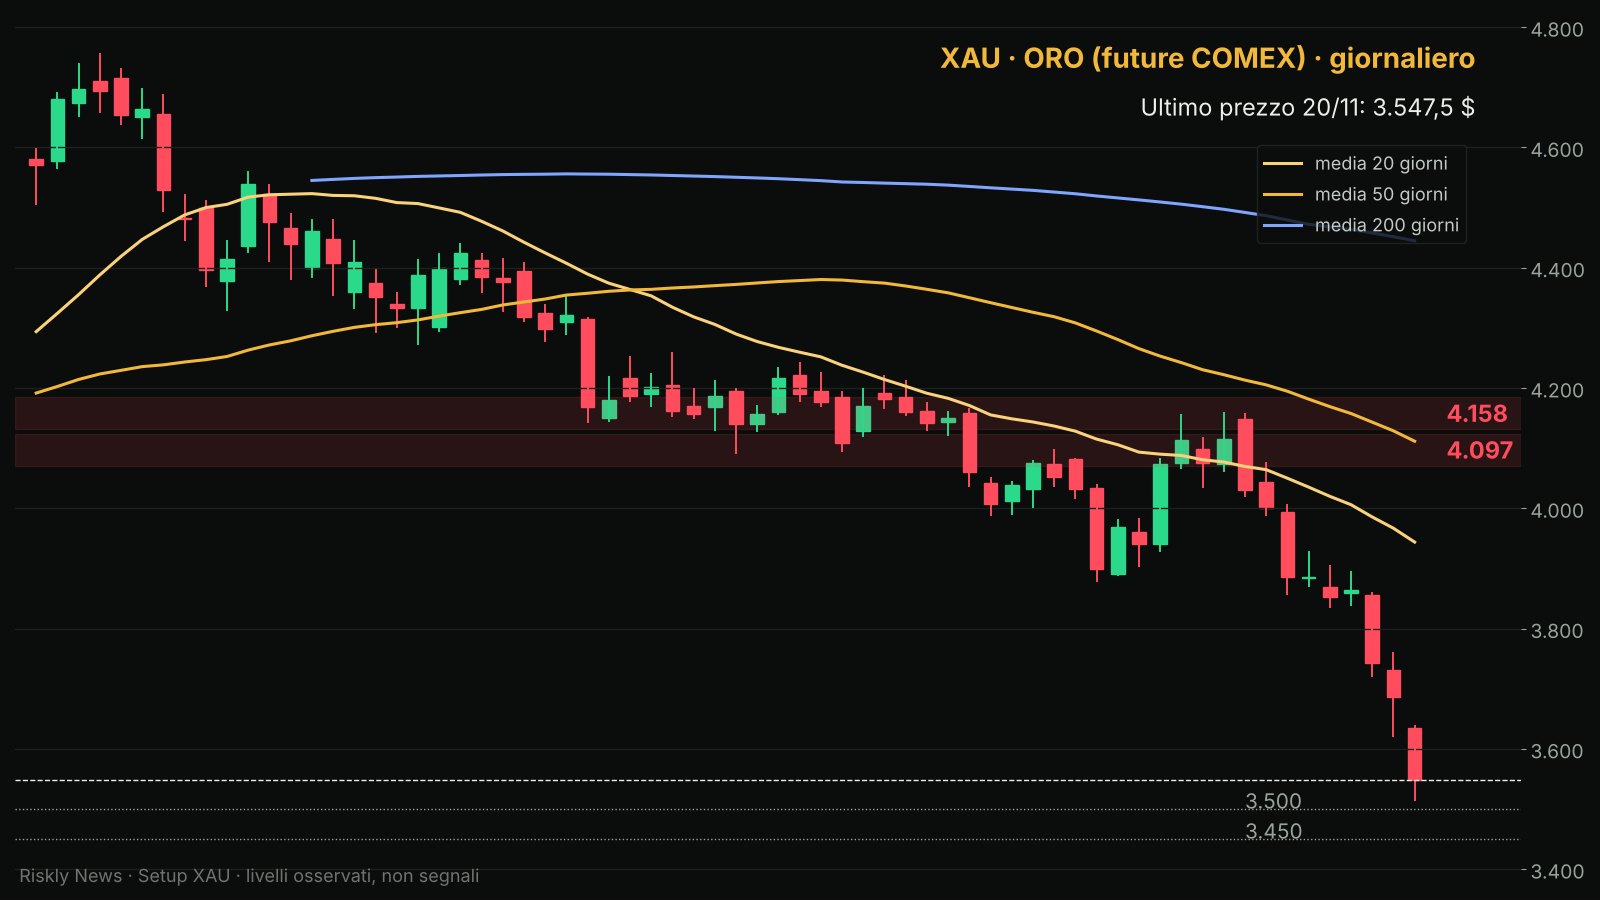 4.800
XAU · ORO (future COMEX) · giornaliero
Ultimo prezzo 20/11: 3.547,5 $
4.600
media 20 giorni
media 50 giorni
media 200 giorni
4.400
4.200
4.158
4.097
4.000
3.800
3.600
3.500
3.450
3.400
Riskly News · Setup XAU · livelli osservati, non segnali